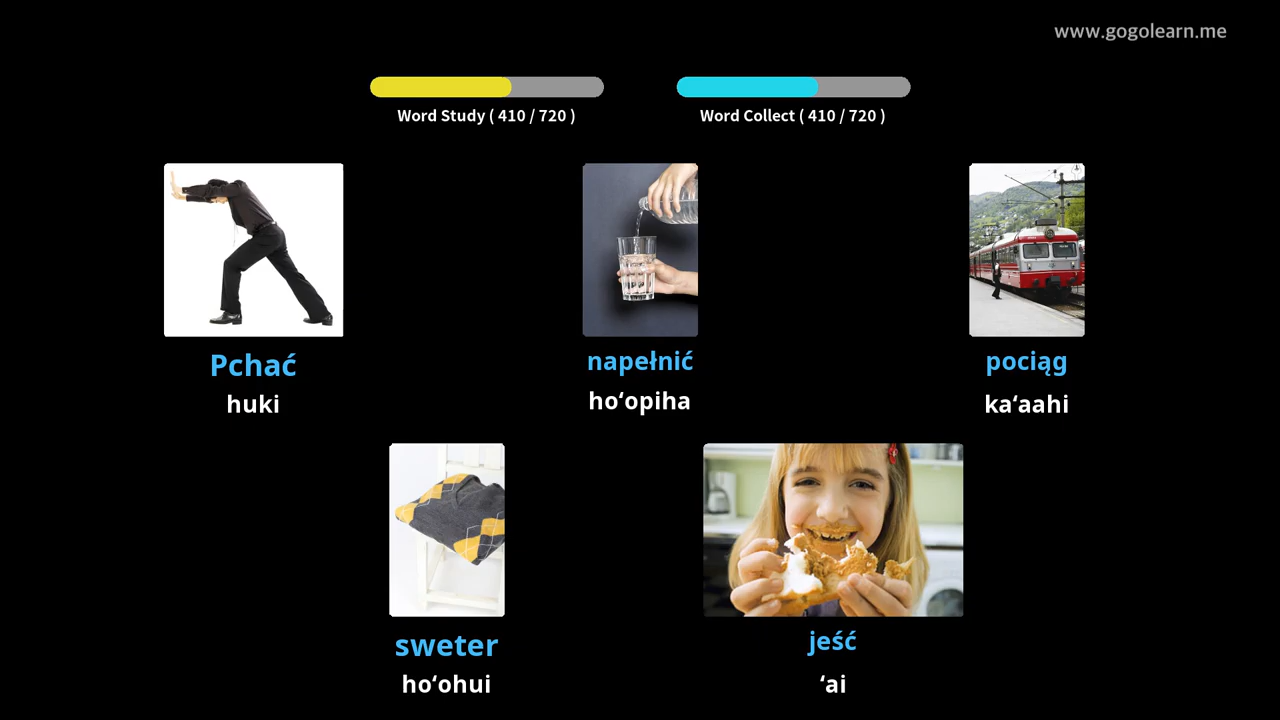 www.gogolearn.me
Word Study ( 410 / 720 )
Word Collect ( 410 / 720 )
Pchać
huki
napełnić
hoʻopiha
pociąg
kaʻaahi
sweter
hoʻohui
jeść
ʻai